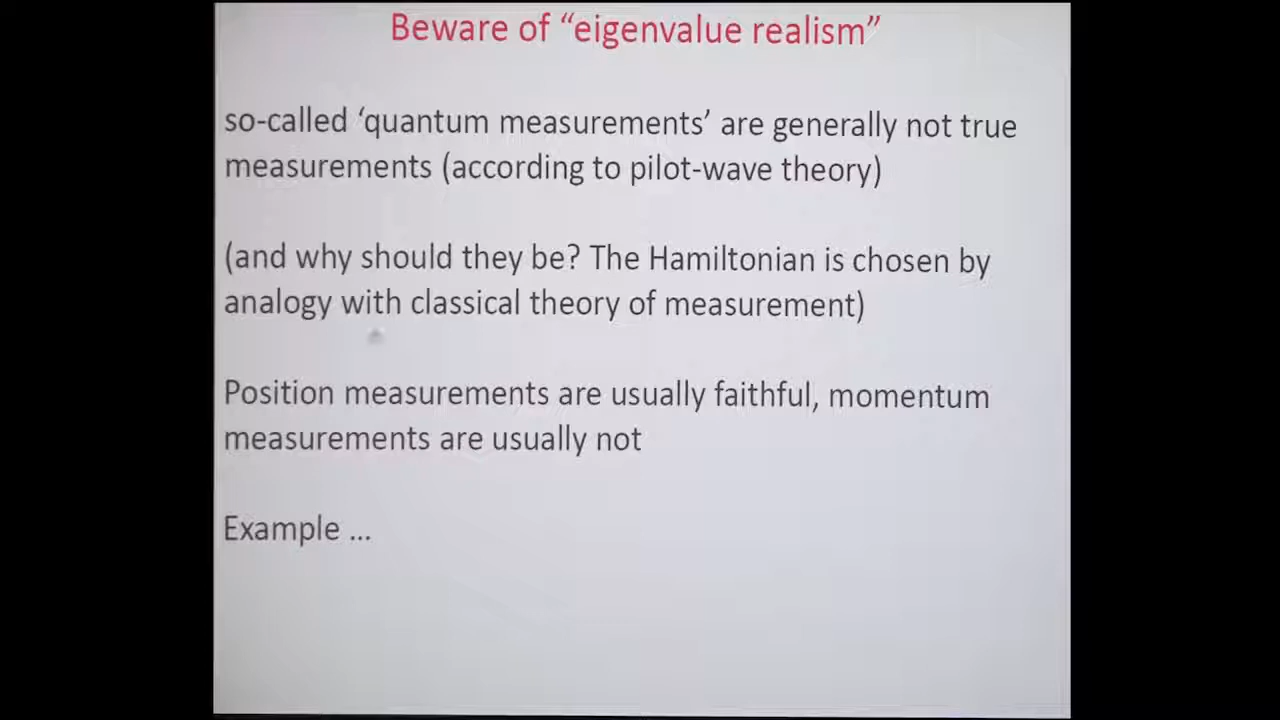 Beware of “eigenvalue realism”
so-called ‘quantum measurements’ are generally not true
measurements (according to pilot-wave theory)
(and why should they be? The Hamiltonian is chosen by
analogy with classical theory of measurement)
Position measurements are usually faithful, momentum
measurements are usually not
Example ...